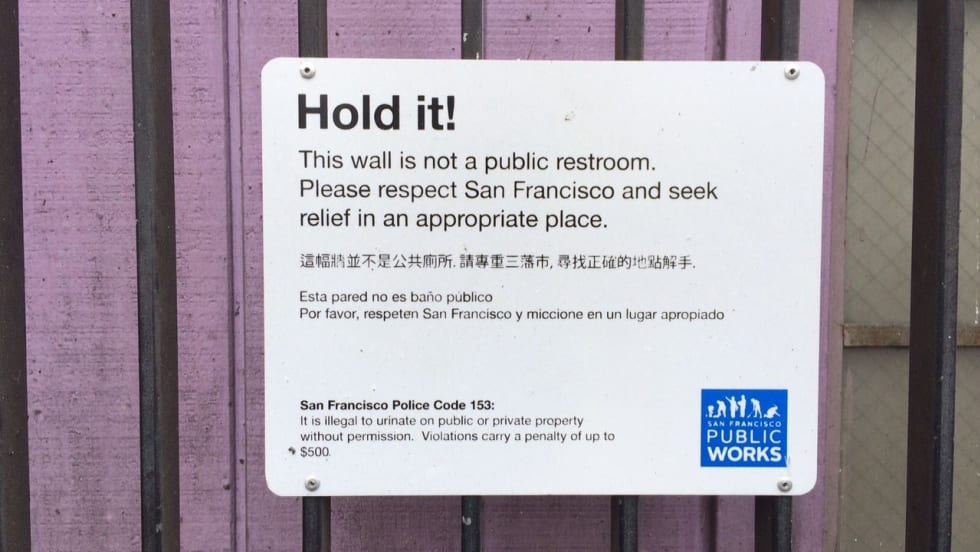 Hold it!
This wall is not a public restroom.
Please respect San Francisco and seek
relief in an appropriate place.
這幅牆並不是公共廁所. 請專重三藩市, 尋找正確的地點解手.
Esta pared no es baño público
Por favor, respeten San Francisco y miccione en un lugar apropiado
San Francisco Police Code 153:
It is illegal to urinate on public or private property
without permission. Violations carry a penalty of up to
$500.
SAN FRANCISCO
PUBLIC
WORKS